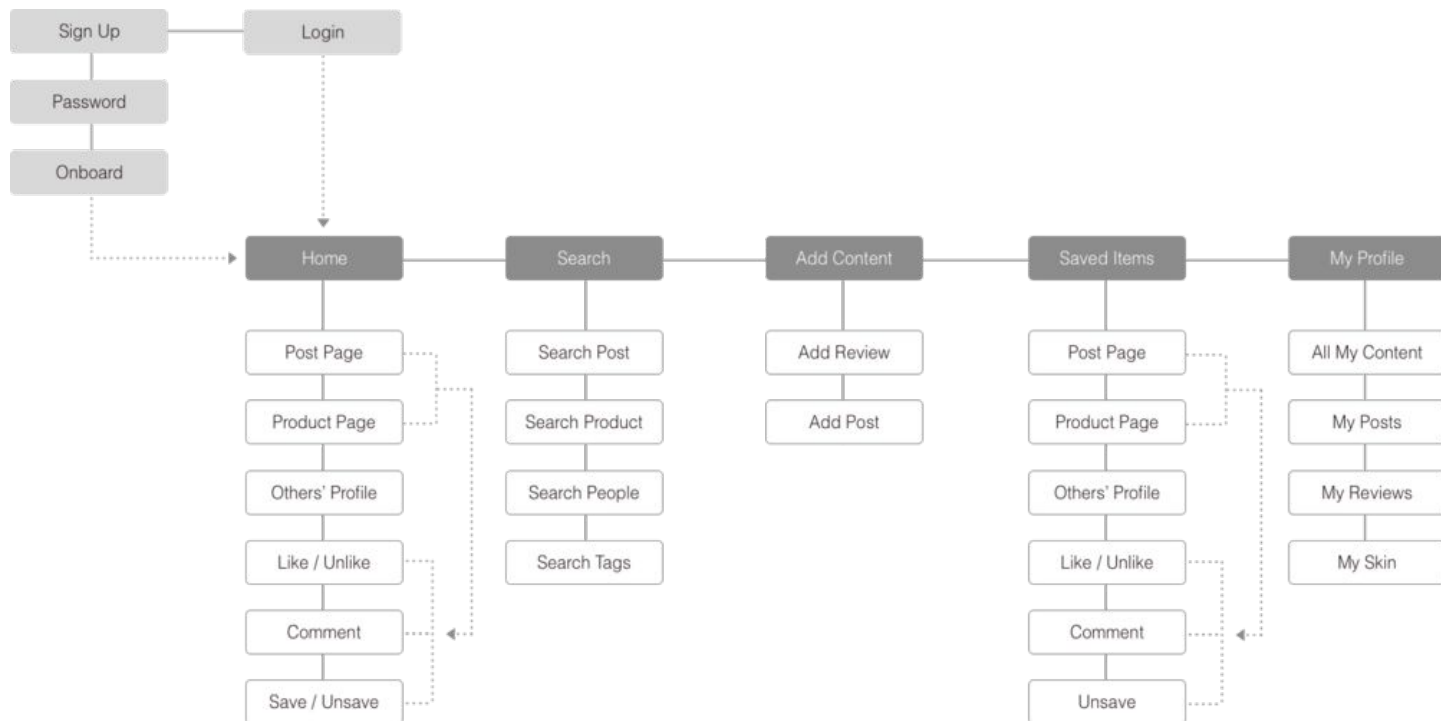 Sign Up
Login
Password
Onboard
Home
Search
Add Content
Saved Items
My Profile
Post Page
Search Post
Add Review
Post Page
All My Content
Product Page
Search Product
Add Post
Product Page
My Posts
Others' Profile
Search People
Others' Profile
My Reviews
Like / Unlike
Search Tags
Like / Unlike
My Skin
Comment
Comment
Save / Unsave
Unsave